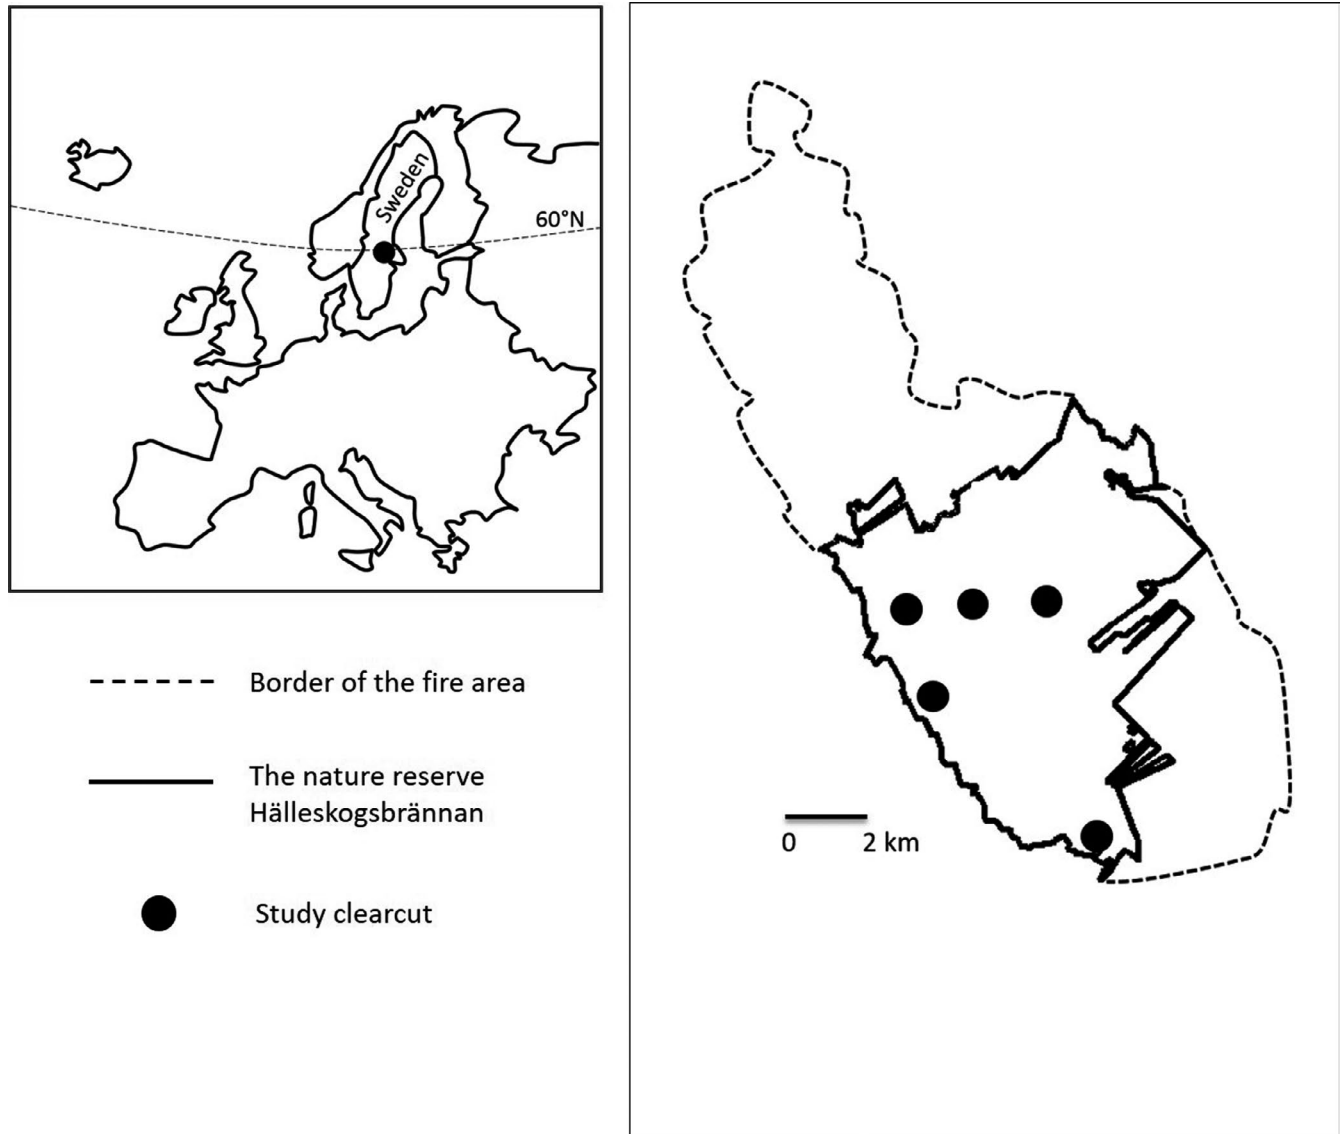 Sweden
60°N
Border of the fire area
The nature reserve
Hälleskogsbrännan
Study clearcut
0 2 km